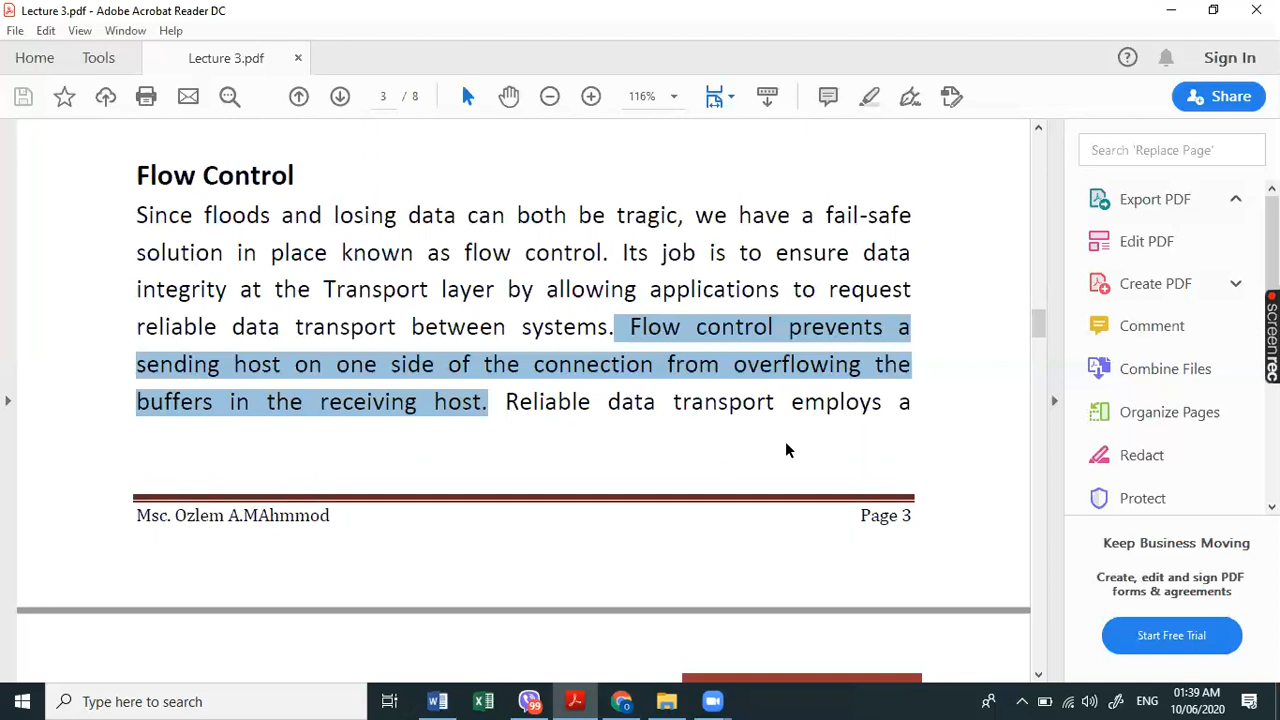 Lecture 3.pdf - Adobe Acrobat Reader DC
File Edit View Window Help
Home Tools Lecture 3.pdf Sign In
3 / 8 116% Share
Flow Control
Since floods and losing data can both be tragic, we have a fail-safe
solution in place known as flow control. Its job is to ensure data
integrity at the Transport layer by allowing applications to request
reliable data transport between systems. Flow control prevents a
sending host on one side of the connection from overflowing the
buffers in the receiving host. Reliable data transport employs a
Msc. Ozlem A.MAhmmod Page 3
Search 'Replace Page'
Export PDF
Edit PDF
Create PDF
Comment
Combine Files
Organize Pages
Redact
Protect
Keep Business Moving
Create, edit and sign PDF
forms & agreements
Start Free Trial
screenrec
Type here to search
99
ENG
01:39 AM
10/06/2020